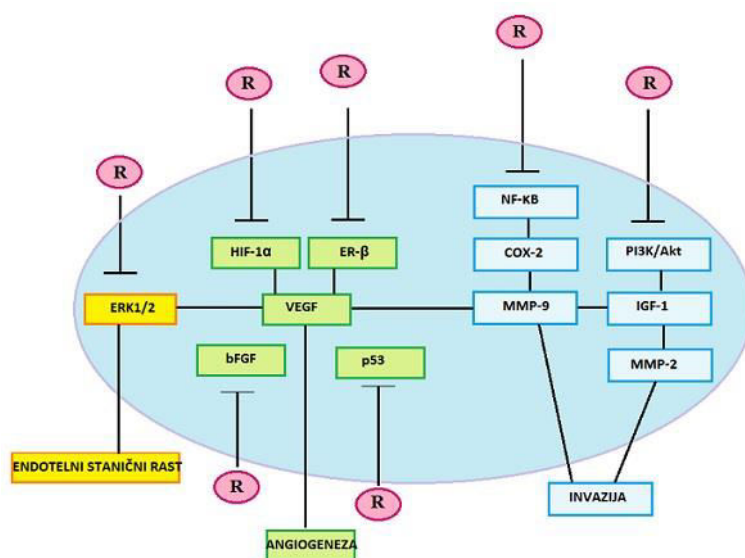 R
R
R
R
R
NF-KB
HIF-1α
ER-β
COX-2
PI3K/Akt
ERK1/2
VEGF
MMP-9
IGF-1
bFGF
p53
MMP-2
ENDOTELNI STANIČNI RAST
R
R
INVAZIJA
ANGIOGENEZA